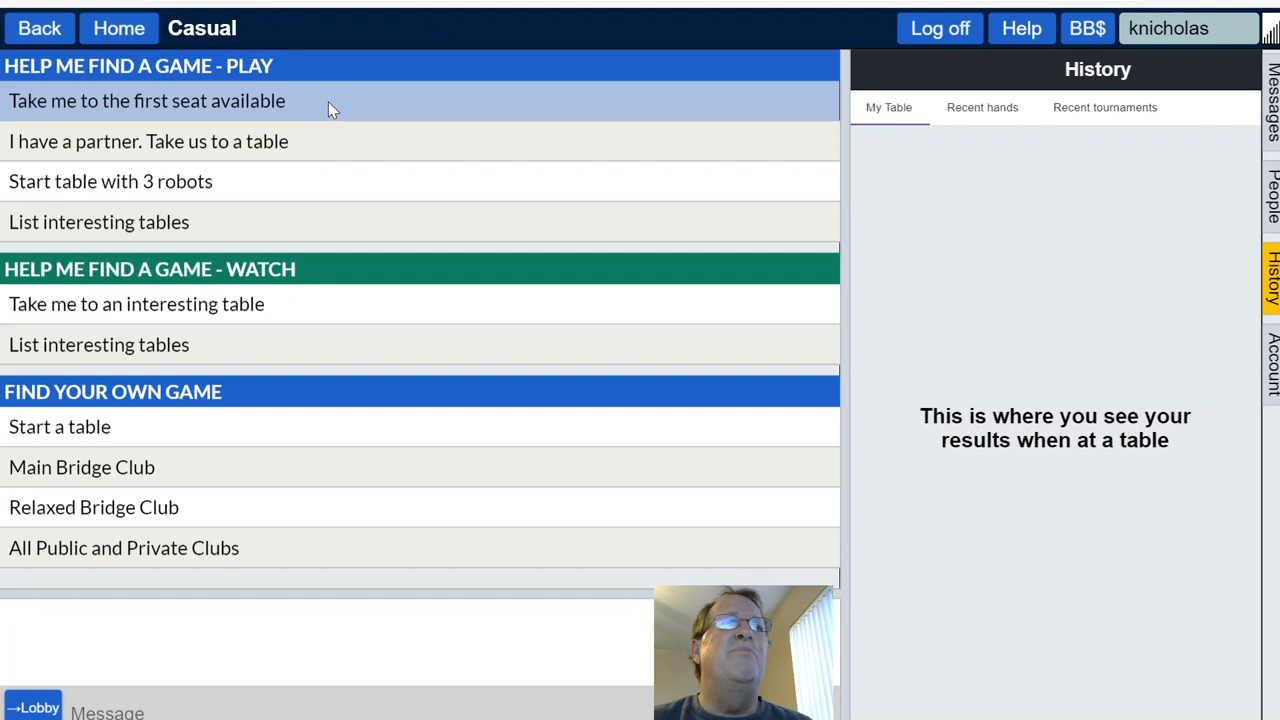 Back Home Casual Log off Help BB$ knicholas
HELP ME FIND A GAME - PLAY
Take me to the first seat available
I have a partner. Take us to a table
Start table with 3 robots
List interesting tables
HELP ME FIND A GAME - WATCH
Take me to an interesting table
List interesting tables
FIND YOUR OWN GAME
Start a table
Main Bridge Club
Relaxed Bridge Club
All Public and Private Clubs
→Lobby Message
History
My Table Recent hands Recent tournaments
This is where you see your
results when at a table
Messages
People
History
Account